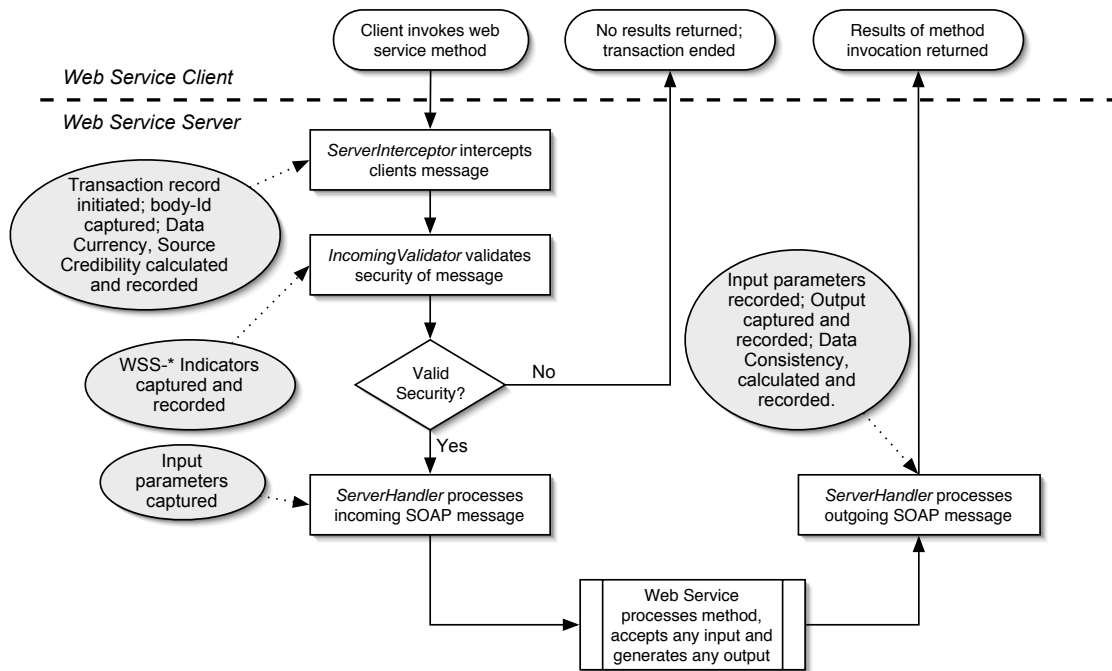 Client invokes web
service method
No results returned;
transaction ended
Results of method
invocation returned
Web Service Client
Web Service Server
ServerInterceptor intercepts
clients message
Transaction record
initiated; body-Id
captured; Data
Currency, Source
Credibility calculated
and recorded
IncomingValidator validates
security of message
Input parameters
recorded; Output
captured and
recorded; Data
Consistency,
calculated and
recorded.
WSS-* Indicators
captured and
recorded
Valid
Security?
No
Yes
Input
parameters
captured
ServerHandler processes
incoming SOAP message
ServerHandler processes
outgoing SOAP message
Web Service
processes method,
accepts any input and
generates any output